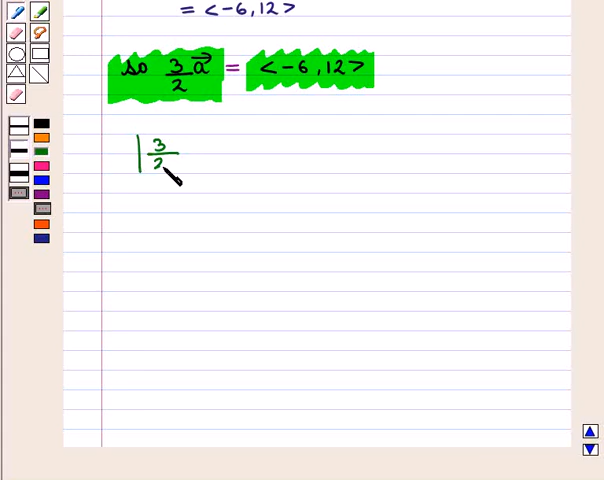 = <-6, 12>
so 3/2 a⃗ = <-6, 12>
|3/2